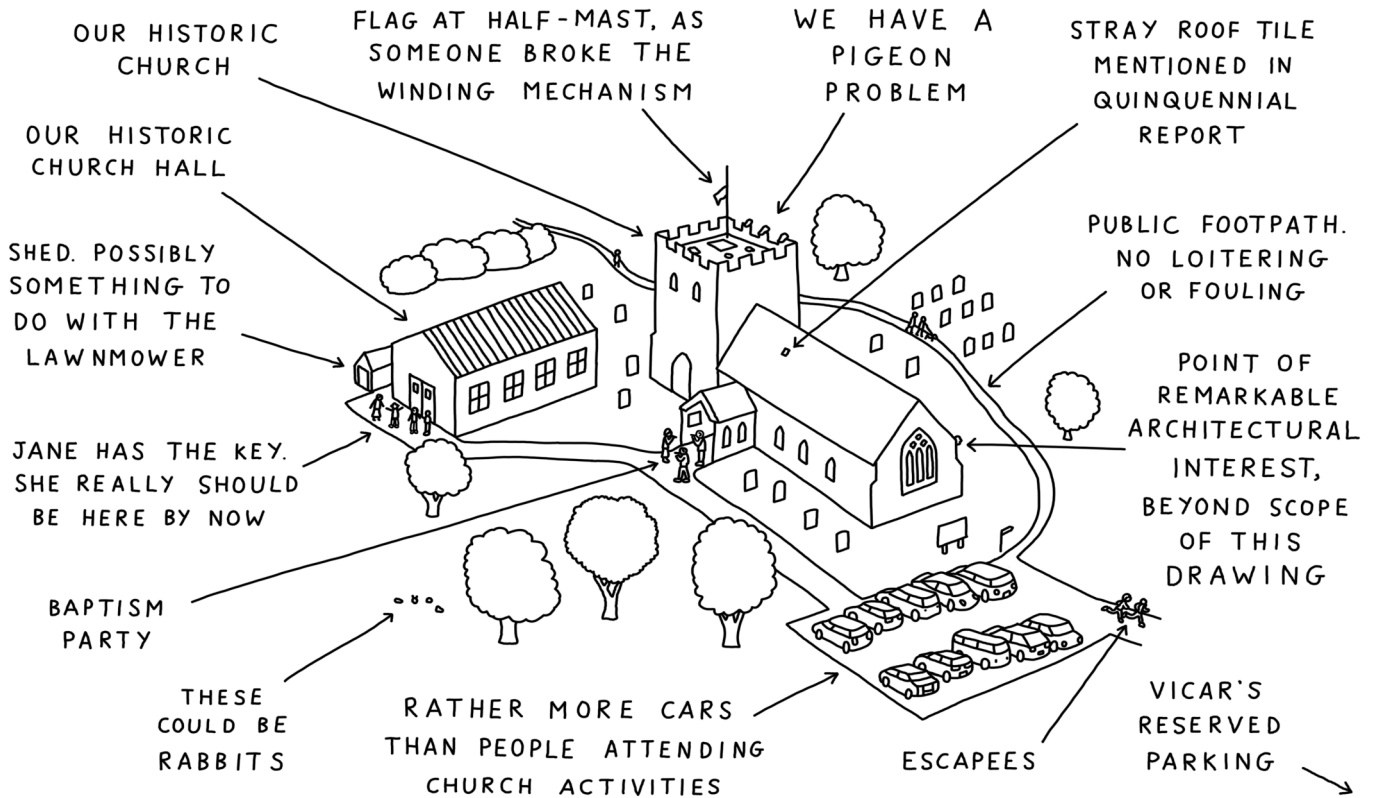 OUR HISTORIC
CHURCH
FLAG AT HALF-MAST, AS
SOMEONE BROKE THE
WINDING MECHANISM
WE HAVE A
PIGEON
PROBLEM
STRAY ROOF TILE
MENTIONED IN
QUINQUENNIAL
REPORT
OUR HISTORIC
CHURCH HALL
SHED. POSSIBLY
SOMETHING TO
DO WITH THE
LAWNMOWER
PUBLIC FOOTPATH.
NO LOITERING
OR FOULING
POINT OF
REMARKABLE
ARCHITECTURAL
INTEREST,
BEYOND SCOPE
OF THIS
DRAWING
JANE HAS THE KEY.
SHE REALLY SHOULD
BE HERE BY NOW
BAPTISM
PARTY
THESE
COULD BE
RABBITS
RATHER MORE CARS
THAN PEOPLE ATTENDING
CHURCH ACTIVITIES
ESCAPEES
VICAR'S
RESERVED
PARKING